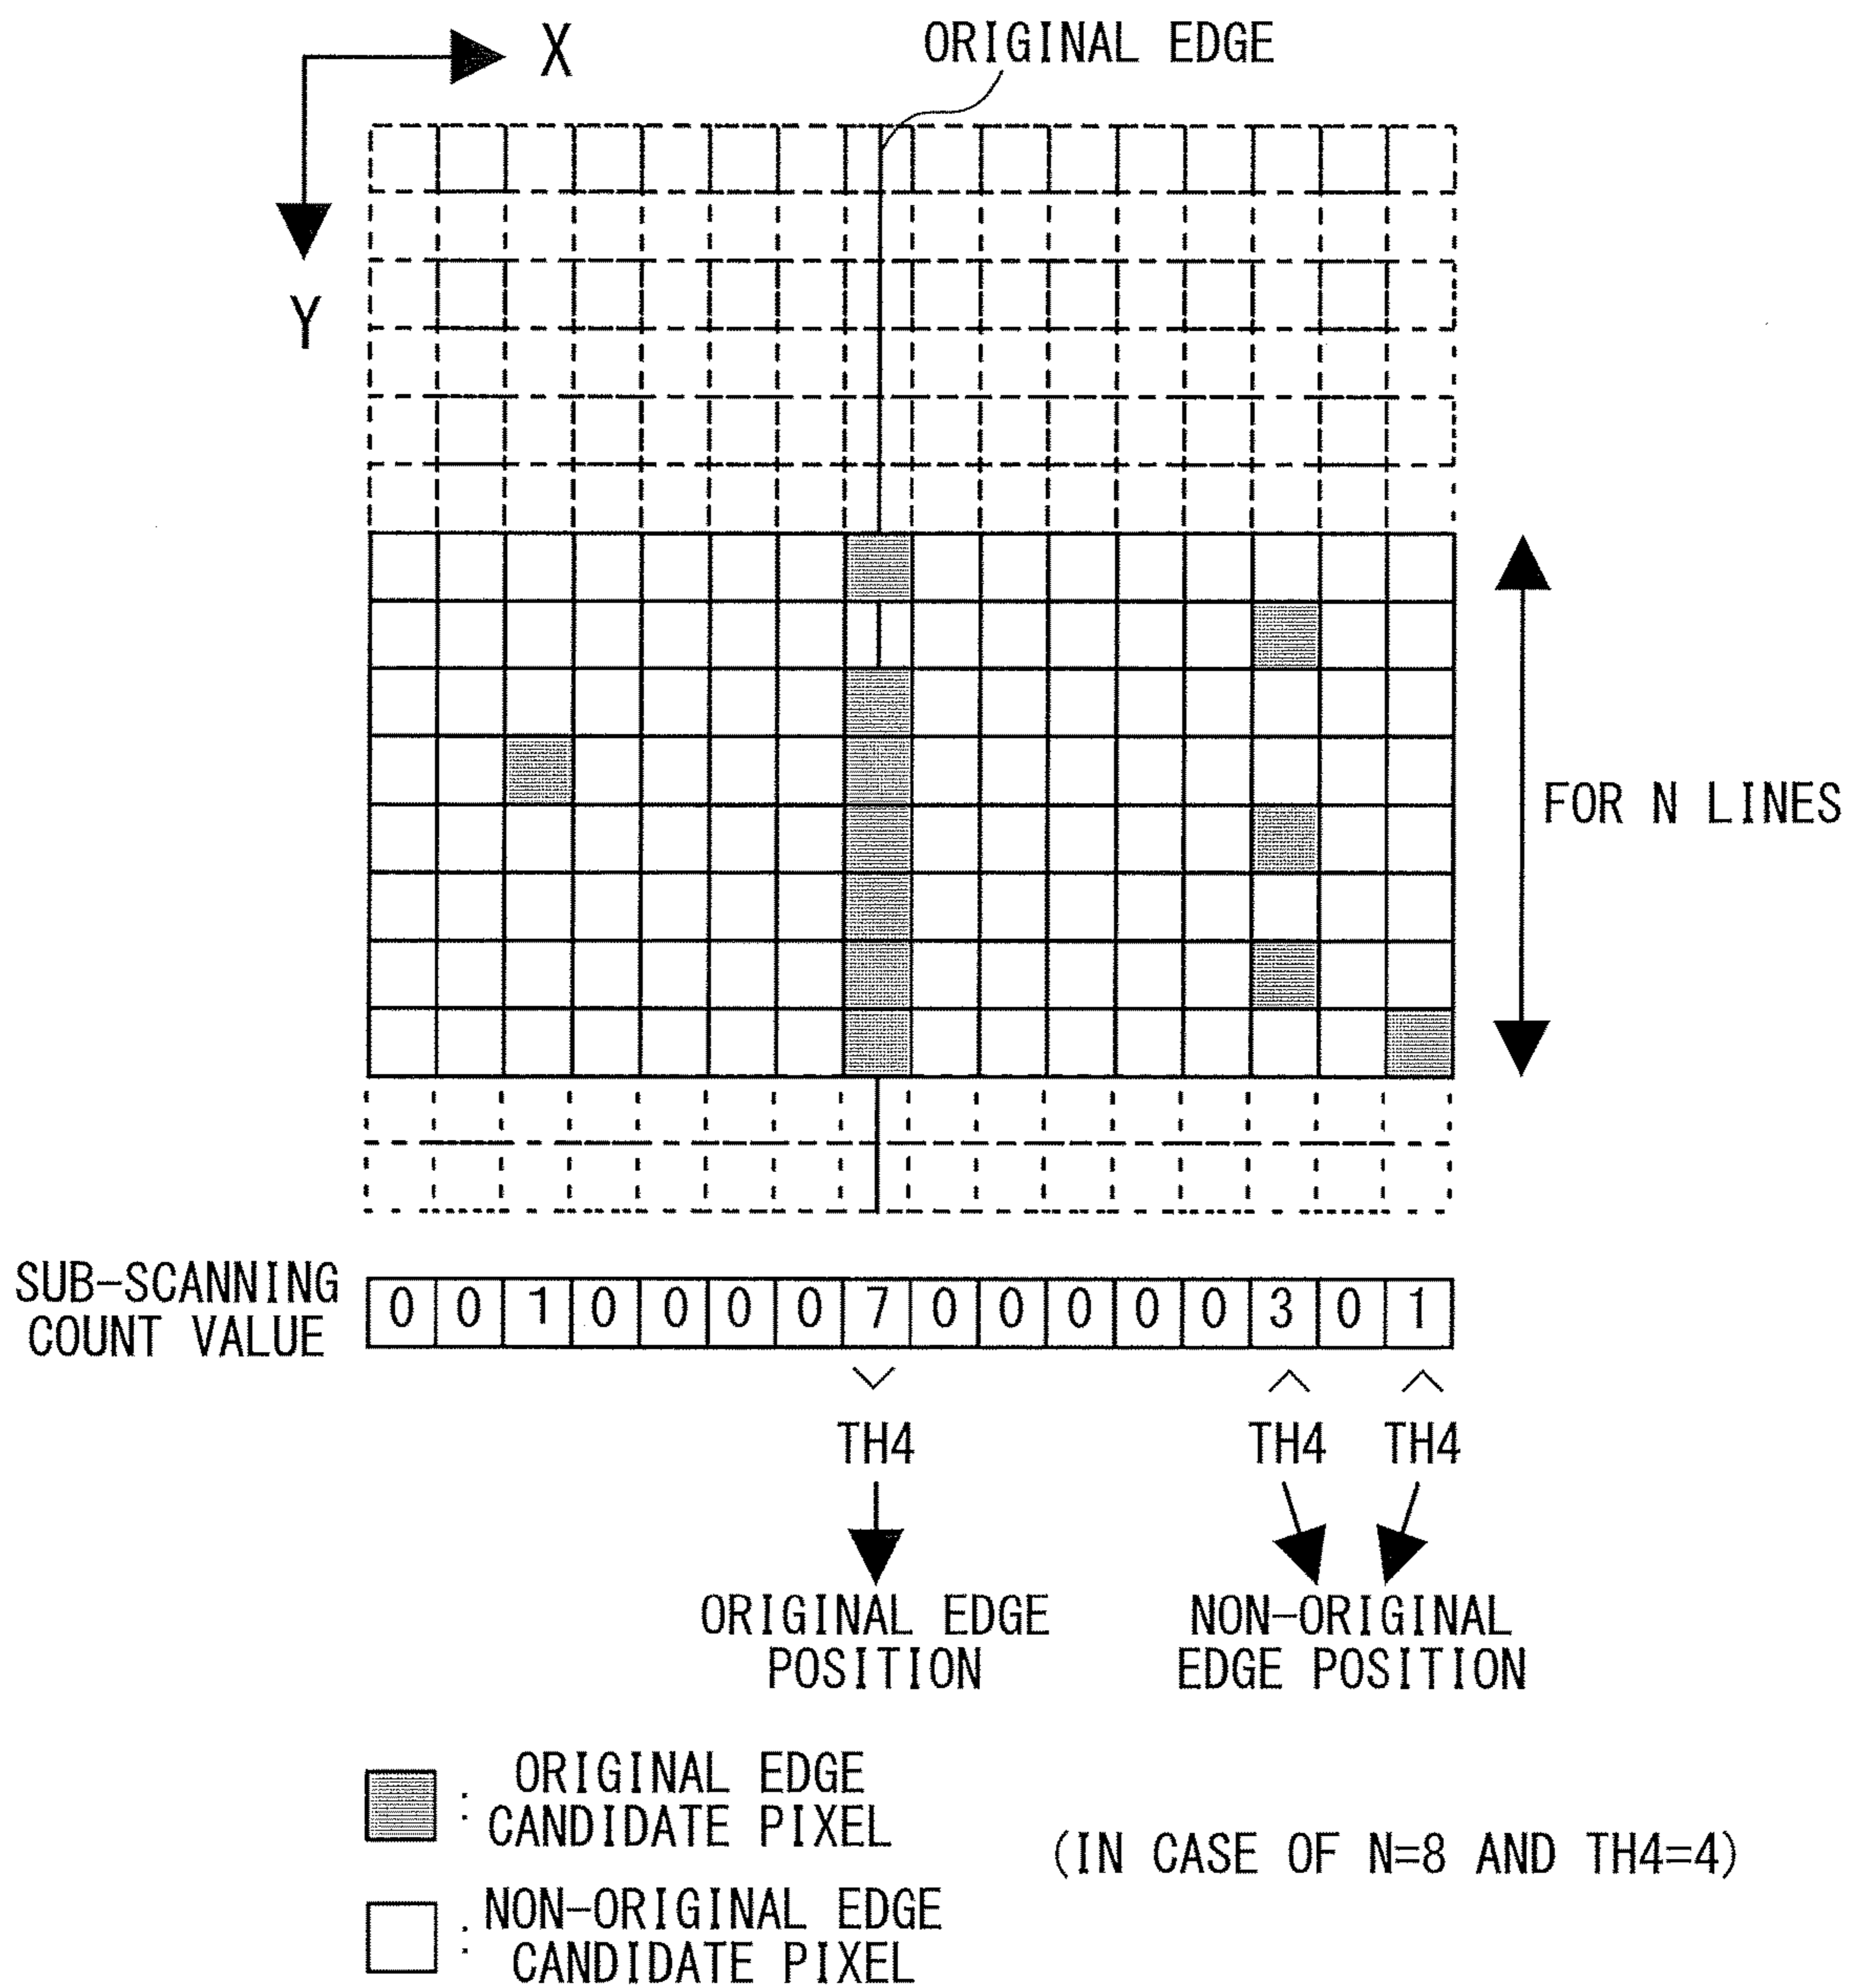 X
ORIGINAL EDGE
Y
FOR N LINES
SUB-SCANNING
COUNT VALUE
0 0 1 0 0 0 0 7 0 0 0 0 0 3 0 1
TH4 TH4 TH4
ORIGINAL EDGE
POSITION
NON-ORIGINAL
EDGE POSITION
: ORIGINAL EDGE
CANDIDATE PIXEL
(IN CASE OF N=8 AND TH4=4)
: NON-ORIGINAL EDGE
CANDIDATE PIXEL